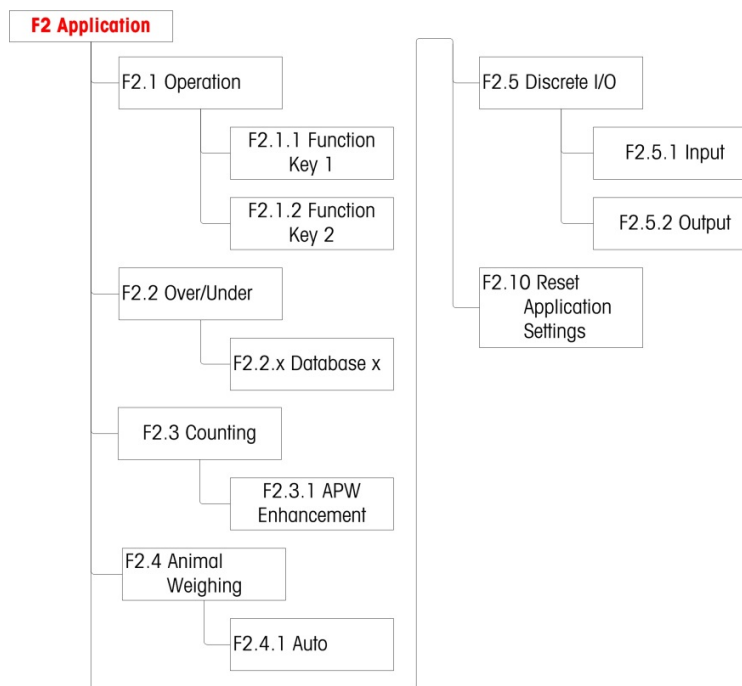 F2 Application
F2.1 Operation
F2.1.1 Function
Key 1
F2.1.2 Function
Key 2
F2.2 Over/Under
F2.2.x Database x
F2.3 Counting
F2.3.1 APW
Enhancement
F2.4 Animal
Weighing
F2.4.1 Auto
F2.5 Discrete I/O
F2.5.1 Input
F2.5.2 Output
F2.10 Reset
Application
Settings